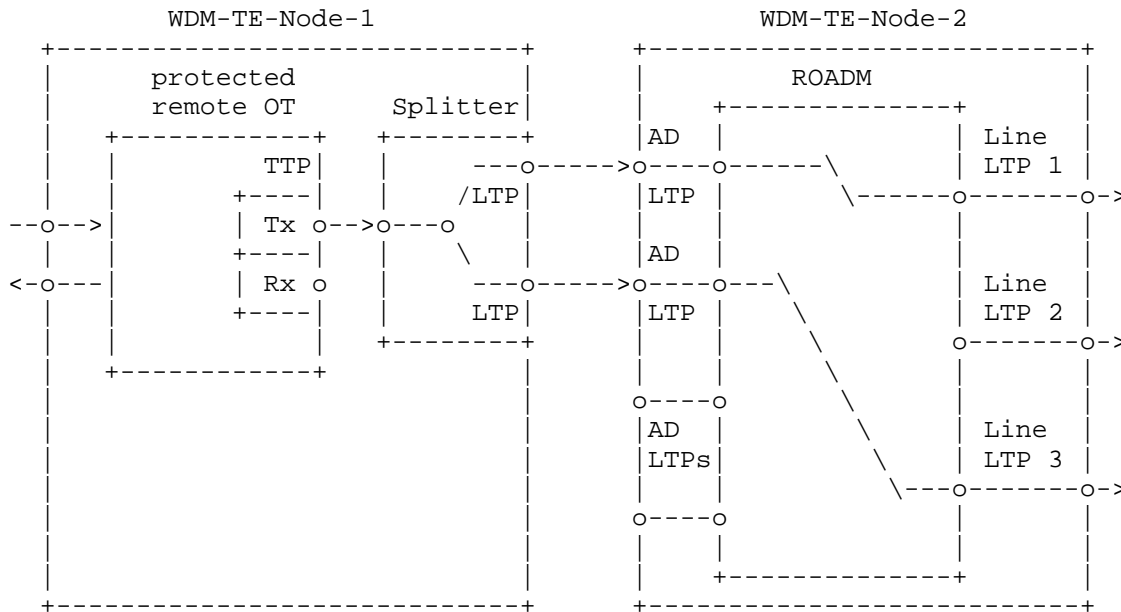 WDM-TE-Node-1 WDM-TE-Node-2
protected ROADM
remote OT Splitter
AD Line
TTP LTP 1
/LTP LTP
Tx
AD
Rx Line
LTP LTP LTP 2
AD Line
LTPs LTP 3